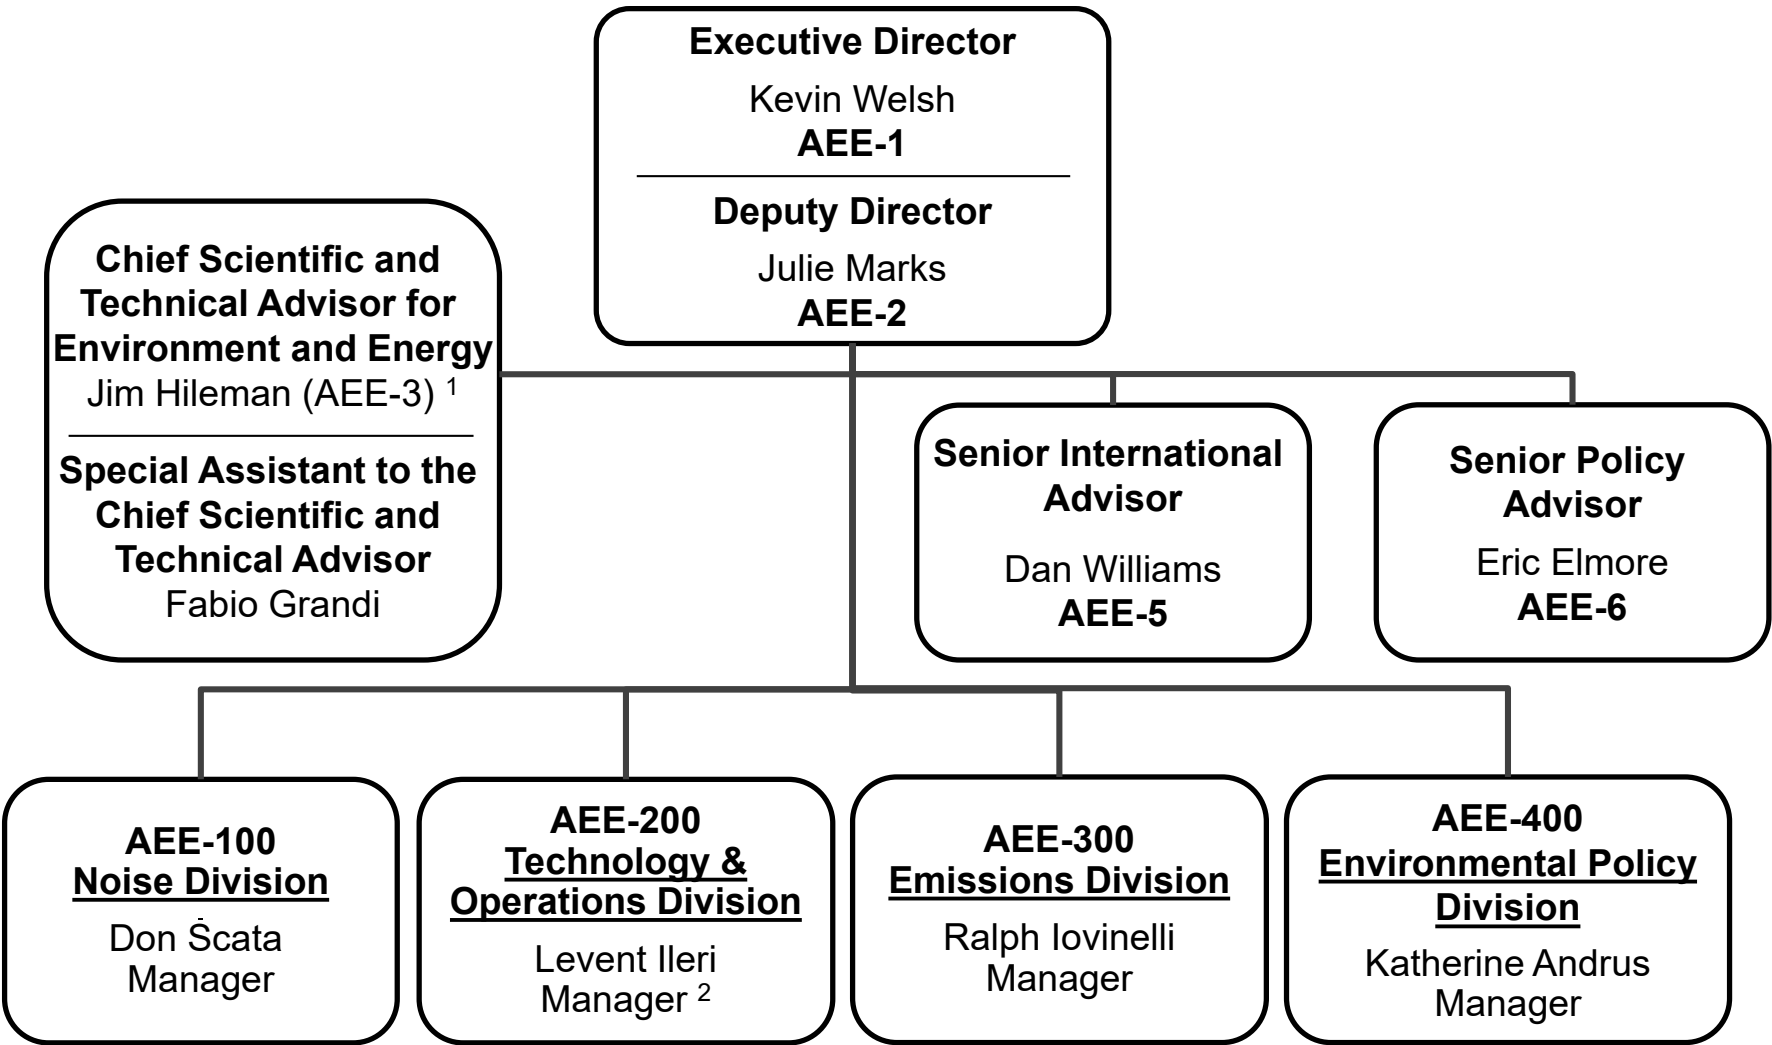 Executive Director
Kevin Welsh
AEE-1
Deputy Director
Julie Marks
AEE-2
Chief Scientific and
Technical Advisor for
Environment and Energy
Jim Hileman (AEE-3) 1
Special Assistant to the
Chief Scientific and
Technical Advisor
Fabio Grandi
Senior International
Advisor
Dan Williams
AEE-5
Senior Policy
Advisor
Eric Elmore
AEE-6
AEE-100
Noise Division
Don Scata
Manager
AEE-200
Technology &
Operations Division
Levent Ileri
Manager 2
AEE-300
Emissions Division
Ralph Iovinelli
Manager
AEE-400
Environmental Policy
Division
Katherine Andrus
Manager